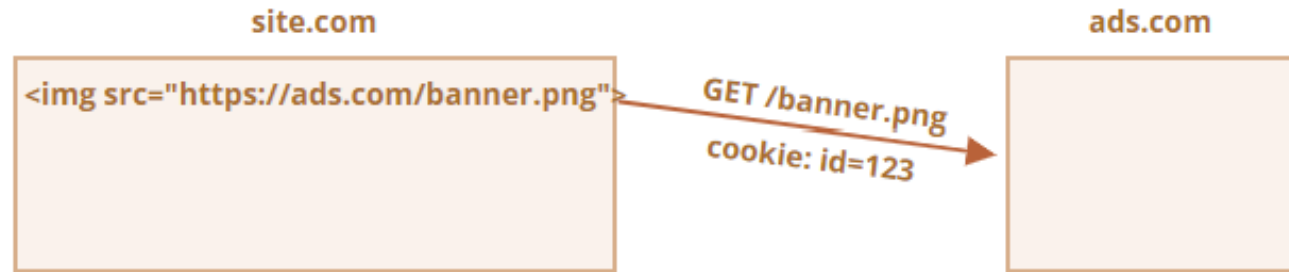 site.com
ads.com
<img src="https://ads.com/banner.png">
GET /banner.png
cookie: id=123